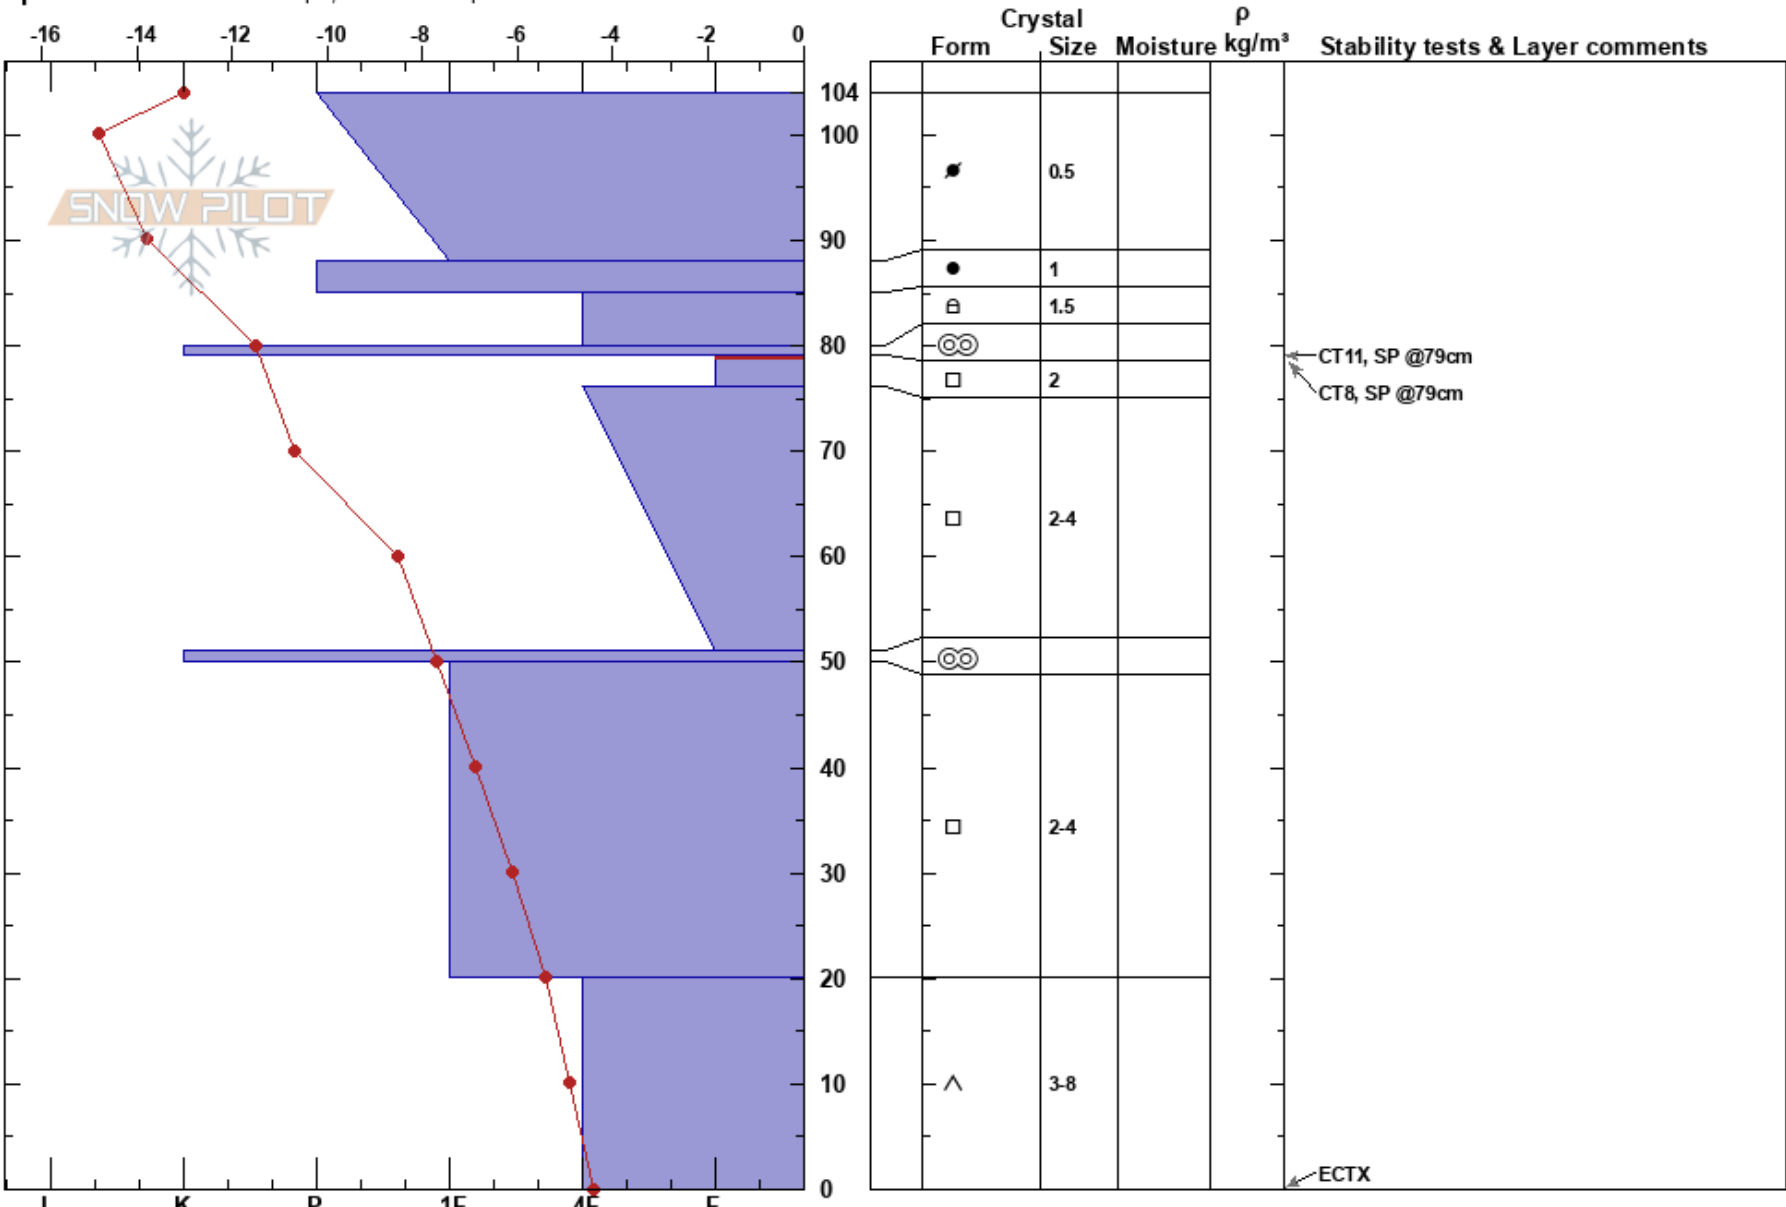 Crystal ρ
-16 -14 -12 -10 -8 -6 -4 -2 0 Form Size Moisture kg/m³ Stability tests & Layer comments
104
100
SNOW PILOT
0.5
90
1
1.5
80
CT11, SP @79cm
2
CT8, SP @79cm
70
2-4
60
50
40
2-4
30
20
10
3-8
ECTX
0
I K P 1F 4F F